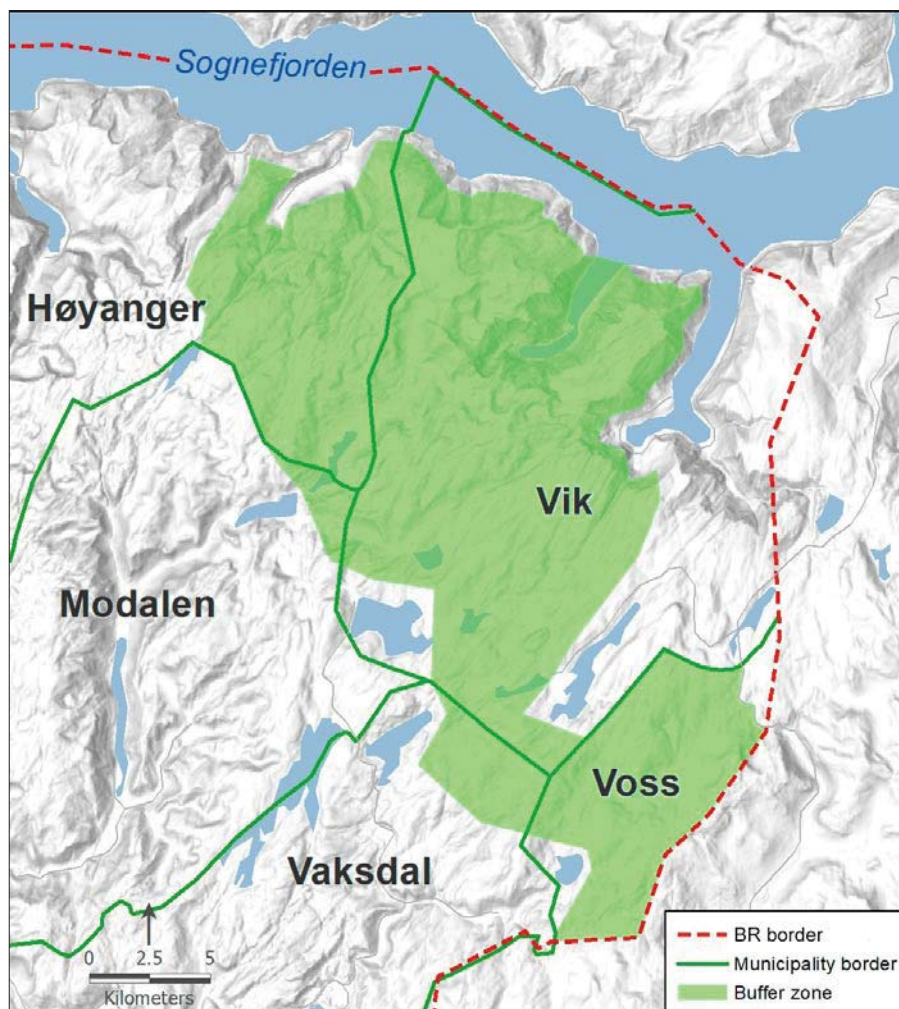 Sognefjorden
Høyanger
Vik
Modalen
Voss
Vaksdal
0 2.5 5
Kilometers
BR border
Municipality border
Buffer zone